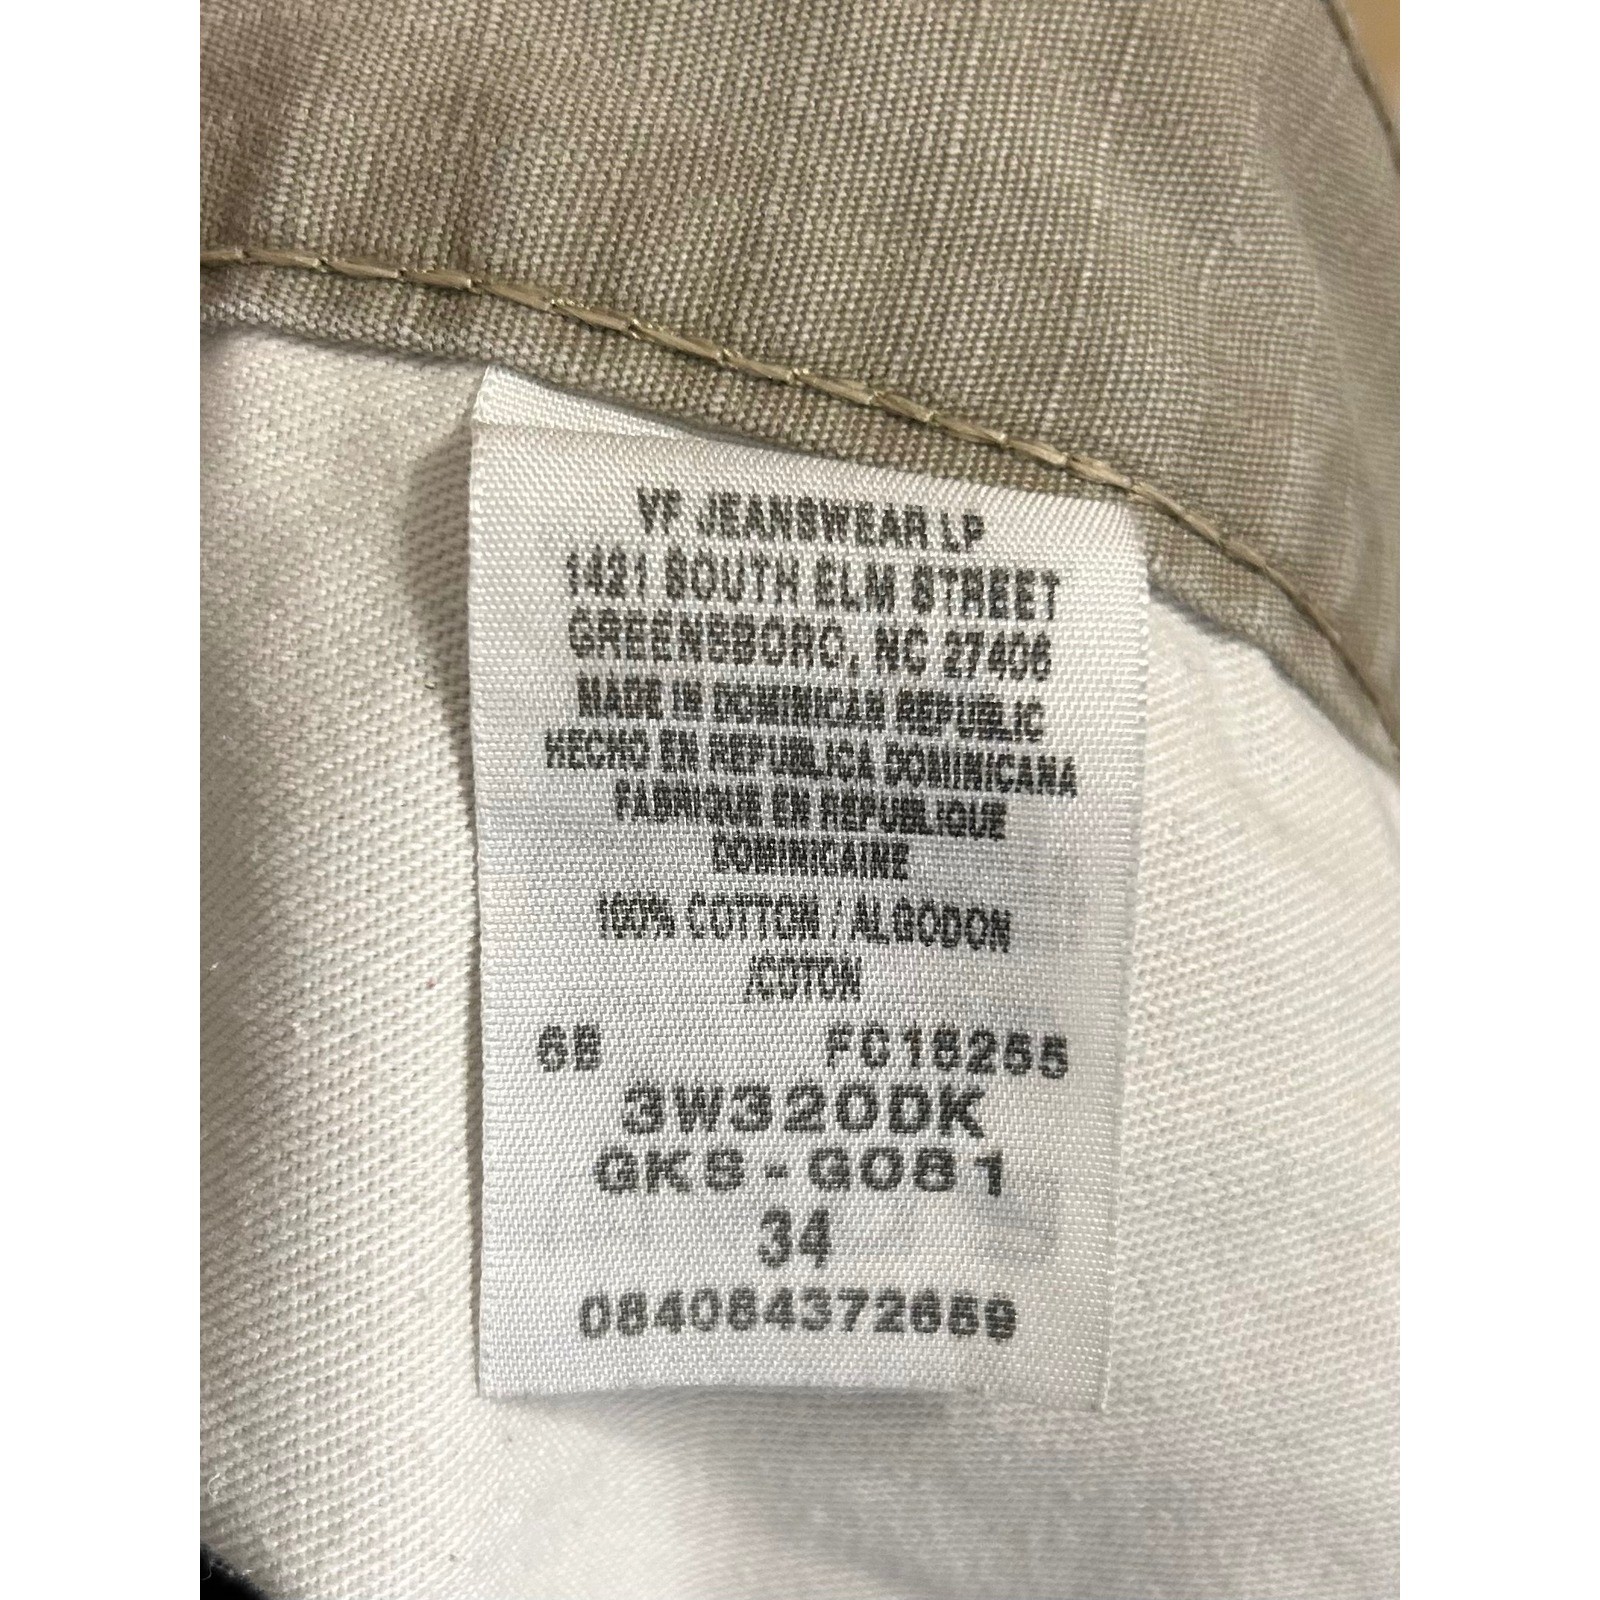 VF JEANSWEAR LP
1421 SOUTH ELM STREET
GREENSBORO, NC 27406
MADE IN DOMINICAN REPUBLIC
HECHO EN REPUBLICA DOMINICANA
FABRIQUE EN REPUBLIQUE
DOMINICAINE
100% COTTON / ALGODON
/COTON
6B FC18255
3W320DK
GKS-G081
34
084084372659